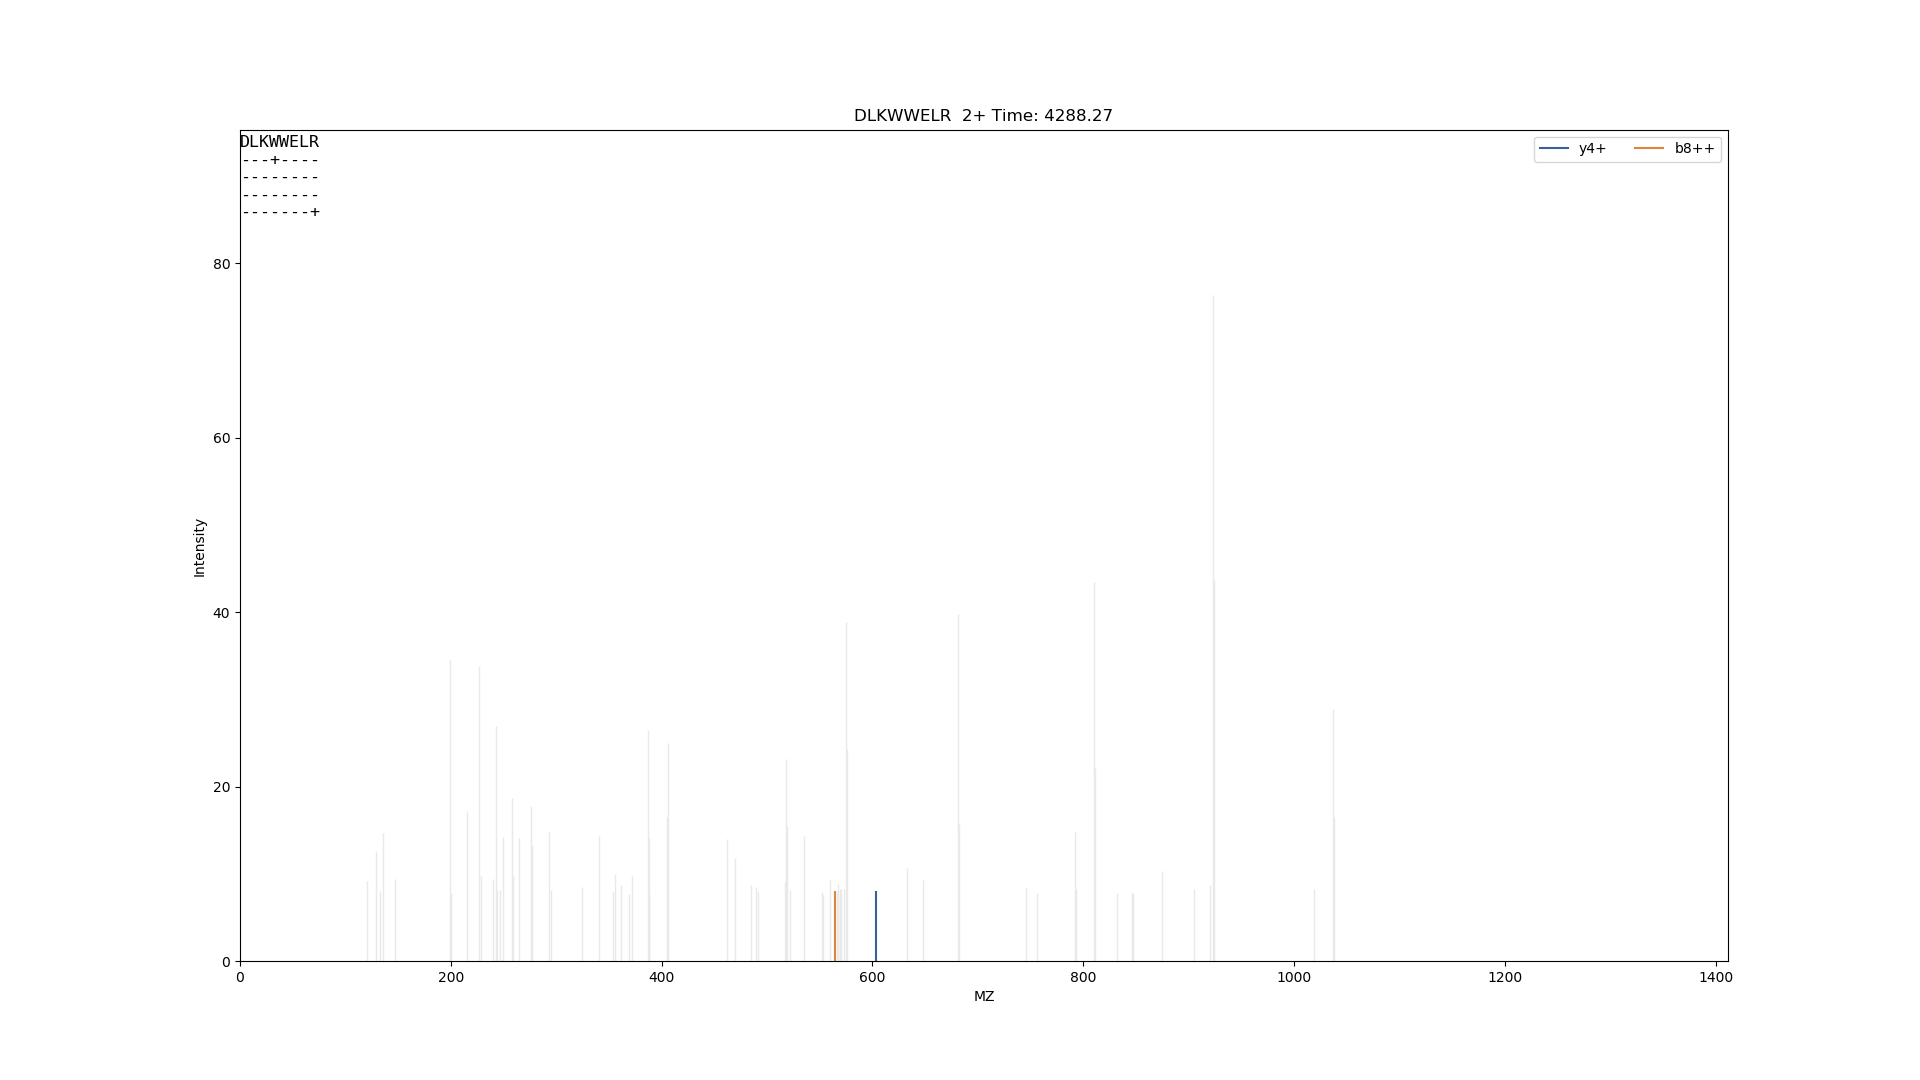 DLKWWELR  2+ Time: 4288.27
DLKWWELR
---+----
--------
--------
-------+
y4+
b8++
80
60
40
20
0
Intensity
0
200
400
600
800
1000
1200
1400
MZ